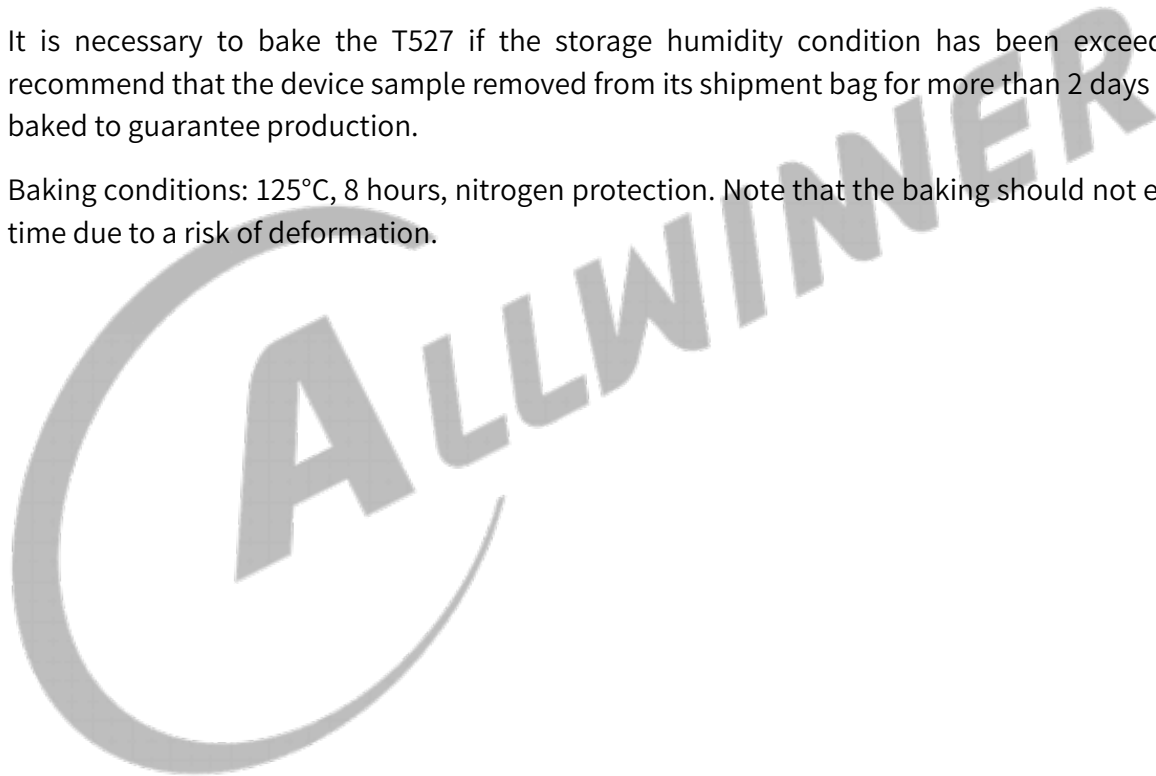 It is necessary to bake the T527 if the storage humidity condition has been exceed
recommend that the device sample removed from its shipment bag for more than 2 days
baked to guarantee production.
Baking conditions: 125°C, 8 hours, nitrogen protection. Note that the baking should not e
time due to a risk of deformation.
ALLWINNER